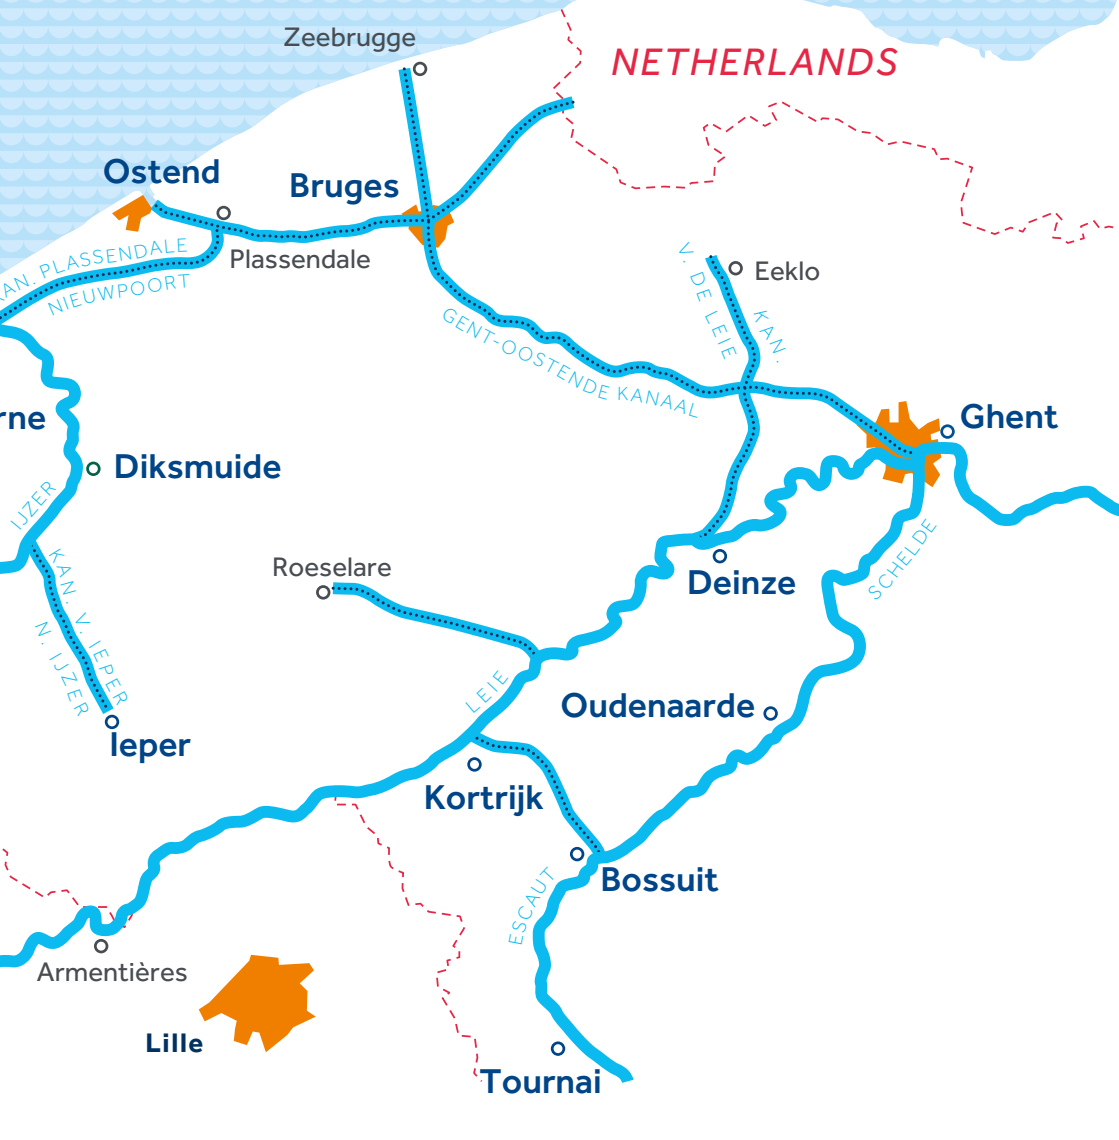 Zeebrugge
NETHERLANDS
Ostend
Bruges
KAN. PLASSENDALE
NIEUWPOORT
Plassendale
V. DE LEIE
KAN.
Eeklo
GENT-OOSTENDE KANAAL
rne
Ghent
Diksmuide
IJZER
SCHELDE
KAN. V. IEPER
N. IJZER
Roeselare
Deinze
LEIE
Oudenaarde
Ieper
Kortrijk
Bossuit
ESCAUT
Armentières
Lille
Tournai